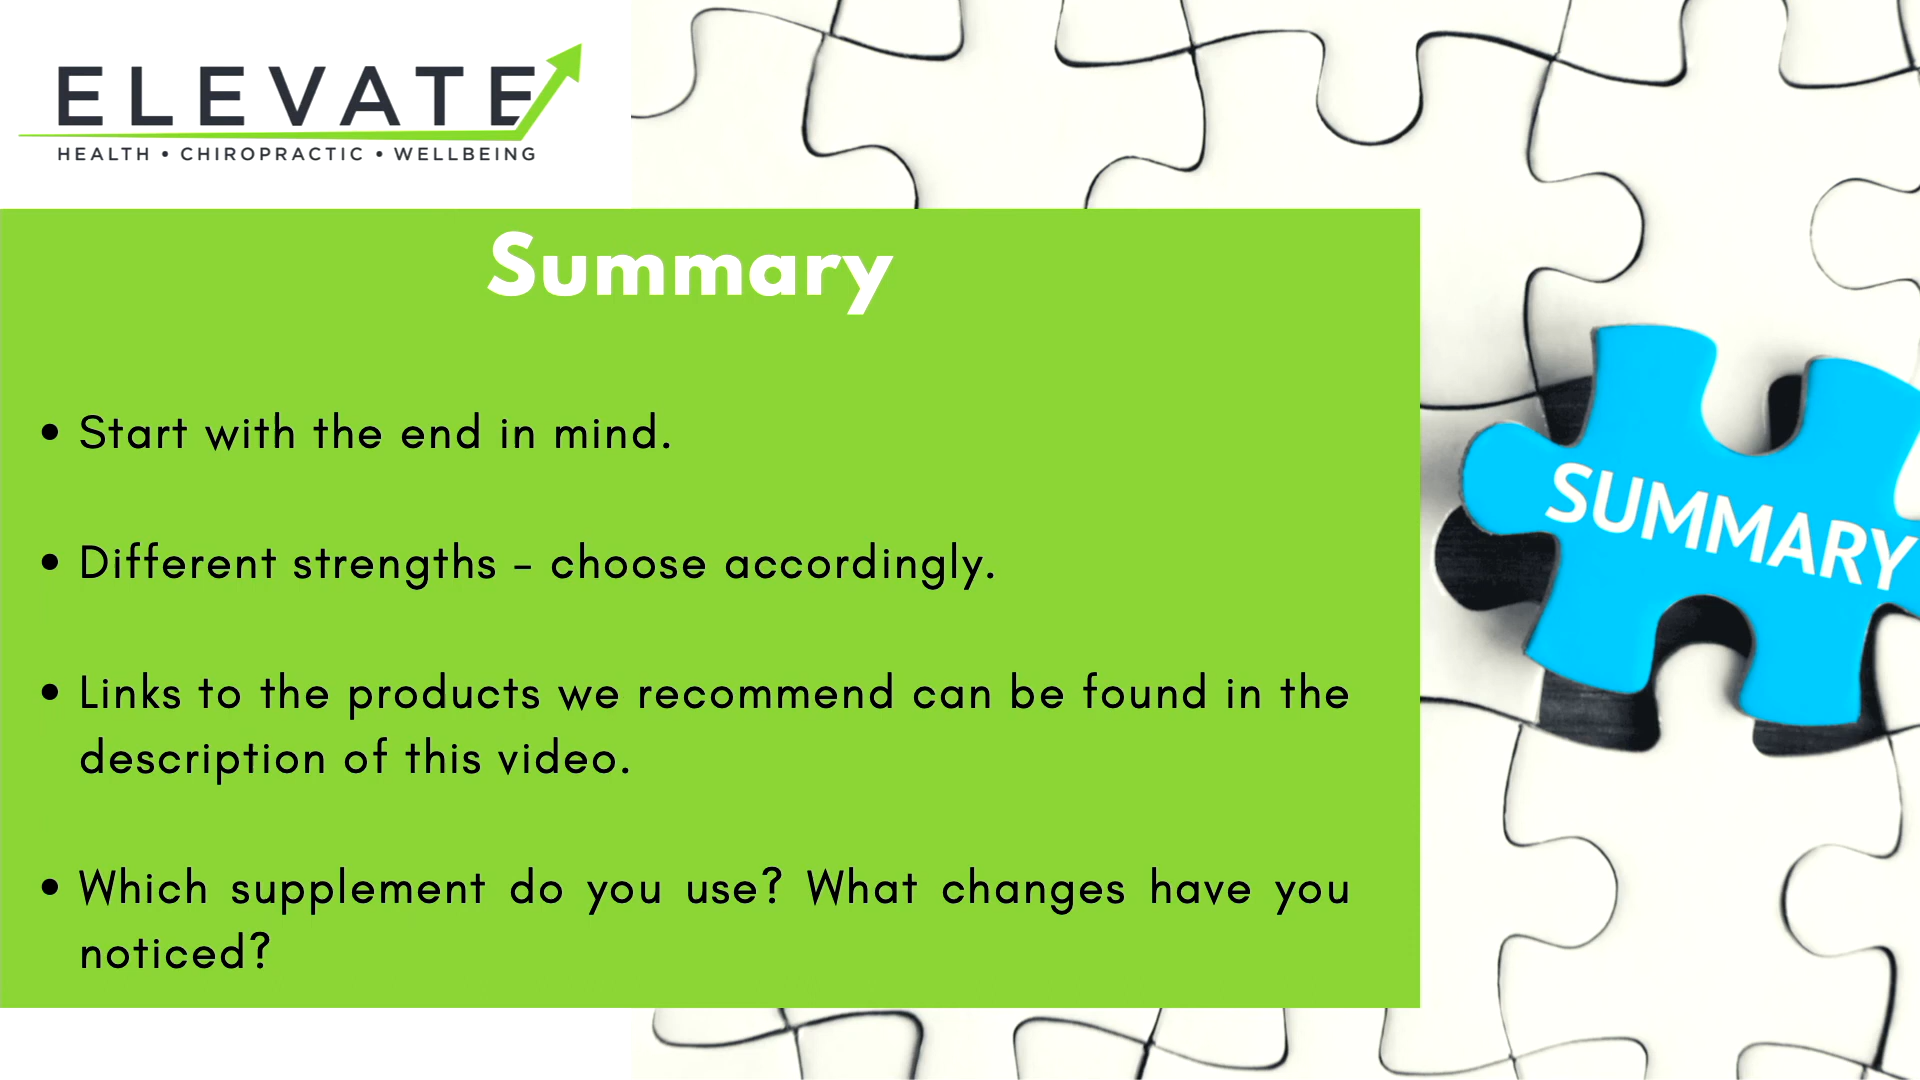 ELEVATE
HEALTH • CHIROPRACTIC • WELLBEING
Summary
• Start with the end in mind.
• Different strengths – choose accordingly.
• Links to the products we recommend can be found in the
description of this video.
• Which supplement do you use? What changes have you
noticed?
SUMMARY